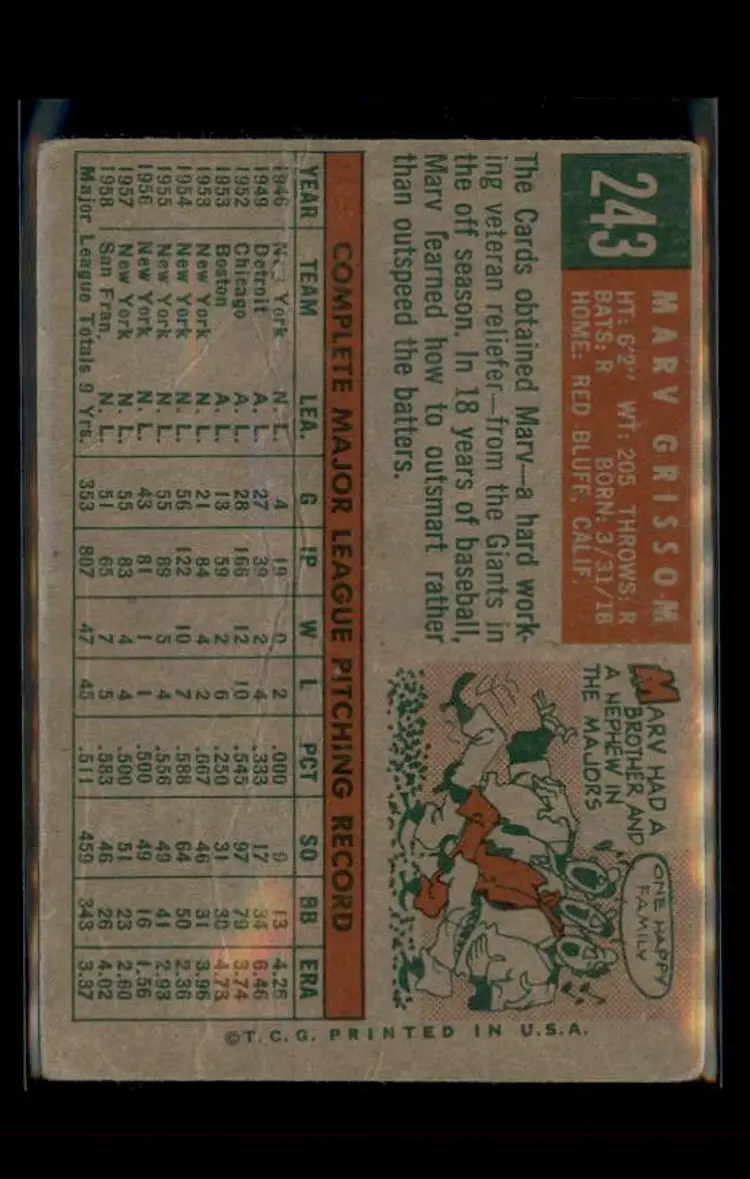 243
MARV GRISSOM
HT: 6'2" WT: 205 THROWS: R
BATS: R BORN: 3/31/18
HOME: RED BLUFF, CALIF.
The Cards obtained Marv—a hard work-
ing veteran reliefer—from the Giants in
the off season. In 18 years of baseball,
Marv learned how to outsmart rather
than outspeed the batters.
MARV HAD A
BROTHER AND
A NEPHEW IN
THE MAJORS
ONE HAPPY
FAMILY
COMPLETE MAJOR LEAGUE PITCHING RECORD
YEAR TEAM LEA. G IP W L PCT SO BB ERA
1946 New York N. L. 4 19 0 2 .000 9 13 4.26
1949 Detroit A. L. 27 39 2 4 .333 17 34 6.46
1952 Chicago A. L. 28 166 12 10 .545 97 79 3.74
1953 Boston A. L. 13 59 2 6 .250 31 30 4.73
1953 New York N. L. 21 84 4 2 .667 46 31 3.96
1954 New York N. L. 56 122 10 7 .588 64 50 2.36
1955 New York N. L. 55 89 5 4 .556 49 41 2.93
1956 New York N. L. 43 81 1 1 .500 49 16 1.56
1957 New York N. L. 55 83 4 4 .500 51 23 2.60
1958 San Fran. N. L. 51 65 7 5 .583 46 26 4.02
Major League Totals 9 Yrs. 353 807 47 45 .511 459 343 3.37
©T.C.G. PRINTED IN U.S.A.